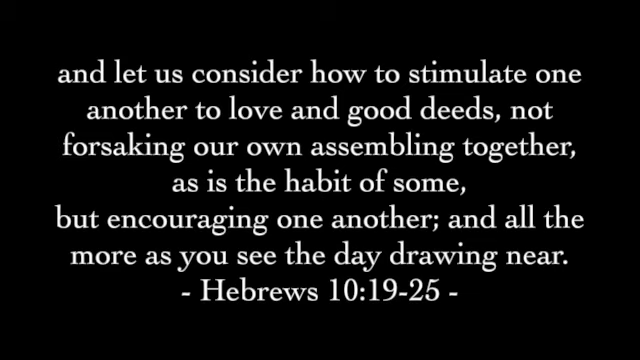 and let us consider how to stimulate one
another to love and good deeds, not
forsaking our own assembling together,
as is the habit of some,
but encouraging one another; and all the
more as you see the day drawing near.
- Hebrews 10:19-25 -